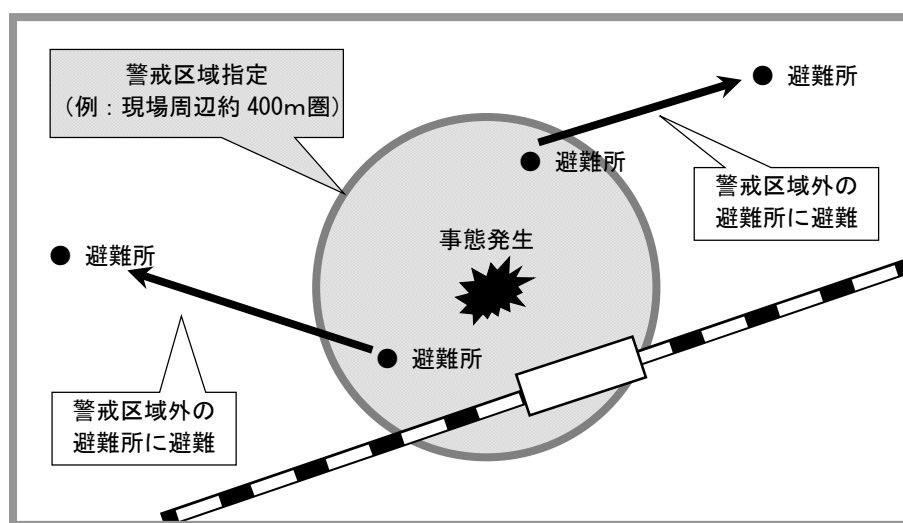 警戒区域指定
（例：現場周辺約400ｍ圏）
避難所
避難所
警戒区域外の
避難所に避難
事態発生
避難所
避難所
警戒区域外の
避難所に避難